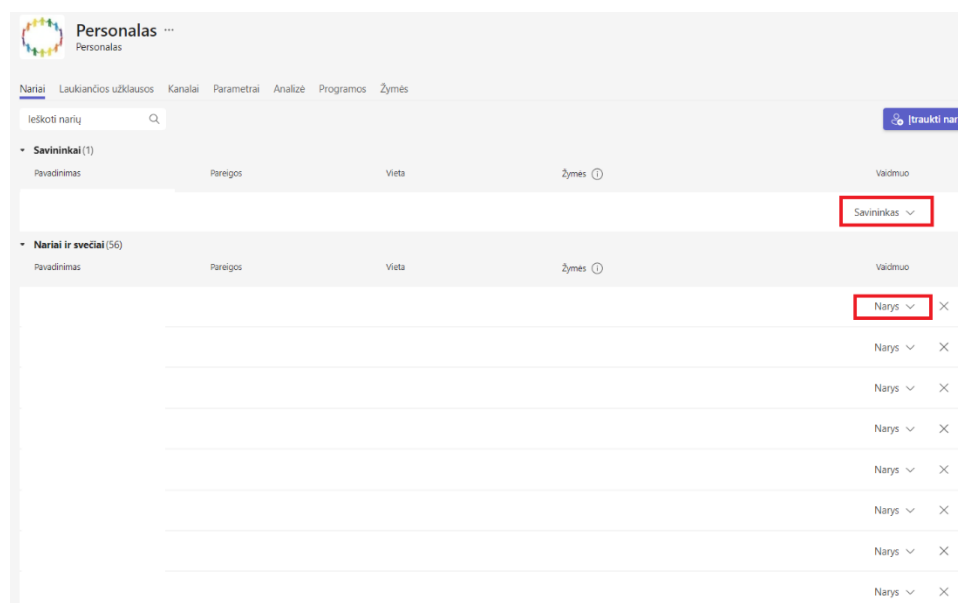 Personalas ...
Personalas
Nariai Laukiančios užklausos Kanalai Parametrai Analizė Programos Žymės
Ieškoti narių
Įtraukti nar
Savininkai (1)
Pavadinimas Pareigos Vieta Žymės Vaidmuo
Savininkas
Nariai ir svečiai (56)
Pavadinimas Pareigos Vieta Žymės Vaidmuo
Narys
Narys
Narys
Narys
Narys
Narys
Narys
Narys